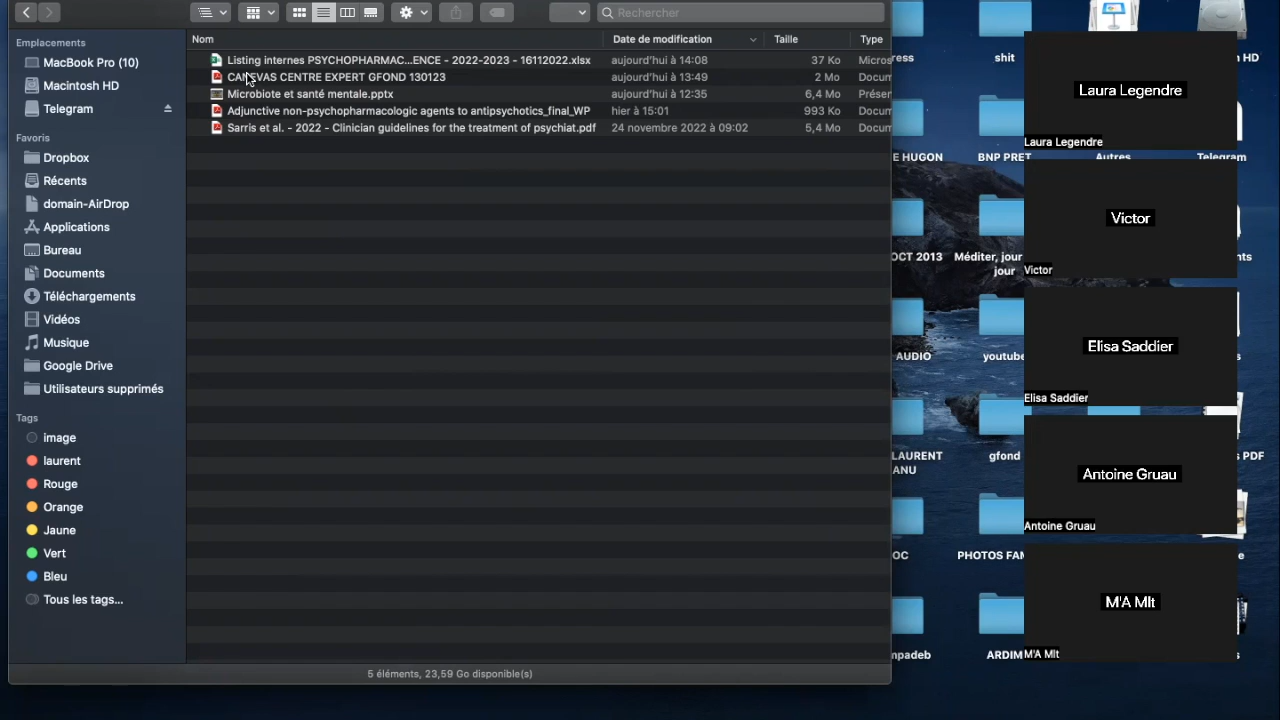 Rechercher
Emplacements
MacBook Pro (10)
Macintosh HD
Telegram
Favoris
Dropbox
Récents
domain-AirDrop
Applications
Bureau
Documents
Téléchargements
Vidéos
Musique
Google Drive
Utilisateurs supprimés
Tags
image
laurent
Rouge
Orange
Jaune
Vert
Bleu
Tous les tags...
Nom Date de modification Taille Type
Listing internes PSYCHOPHARMAC...ENCE - 2022-2023 - 16112022.xlsx aujourd'hui à 14:08 37 Ko Micros
CANEVAS CENTRE EXPERT GFOND 130123 aujourd'hui à 13:49 2 Mo Docum
Microbiote et santé mentale.pptx aujourd'hui à 12:35 6,4 Mo Présen
Adjunctive non-psychopharmacologic agents to antipsychotics_final_WP hier à 15:01 993 Ko Docum
Sarris et al. - 2022 - Clinician guidelines for the treatment of psychiat.pdf 24 novembre 2022 à 09:02 5,4 Mo Docum
5 éléments, 23,59 Go disponible(s)
ress shit HD
E HUGON BNP PRET Autres Telegram
OCT 2013 Méditer, jour
jour
nts
AUDIO youtube s
LAURENT
ANU
gfond s PDF
OC PHOTOS FAM e
mpadeb ARDIM s
Laura Legendre
Laura Legendre
Victor
Victor
Elisa Saddier
Elisa Saddier
Antoine Gruau
Antoine Gruau
M'A Mlt
M'A Mlt